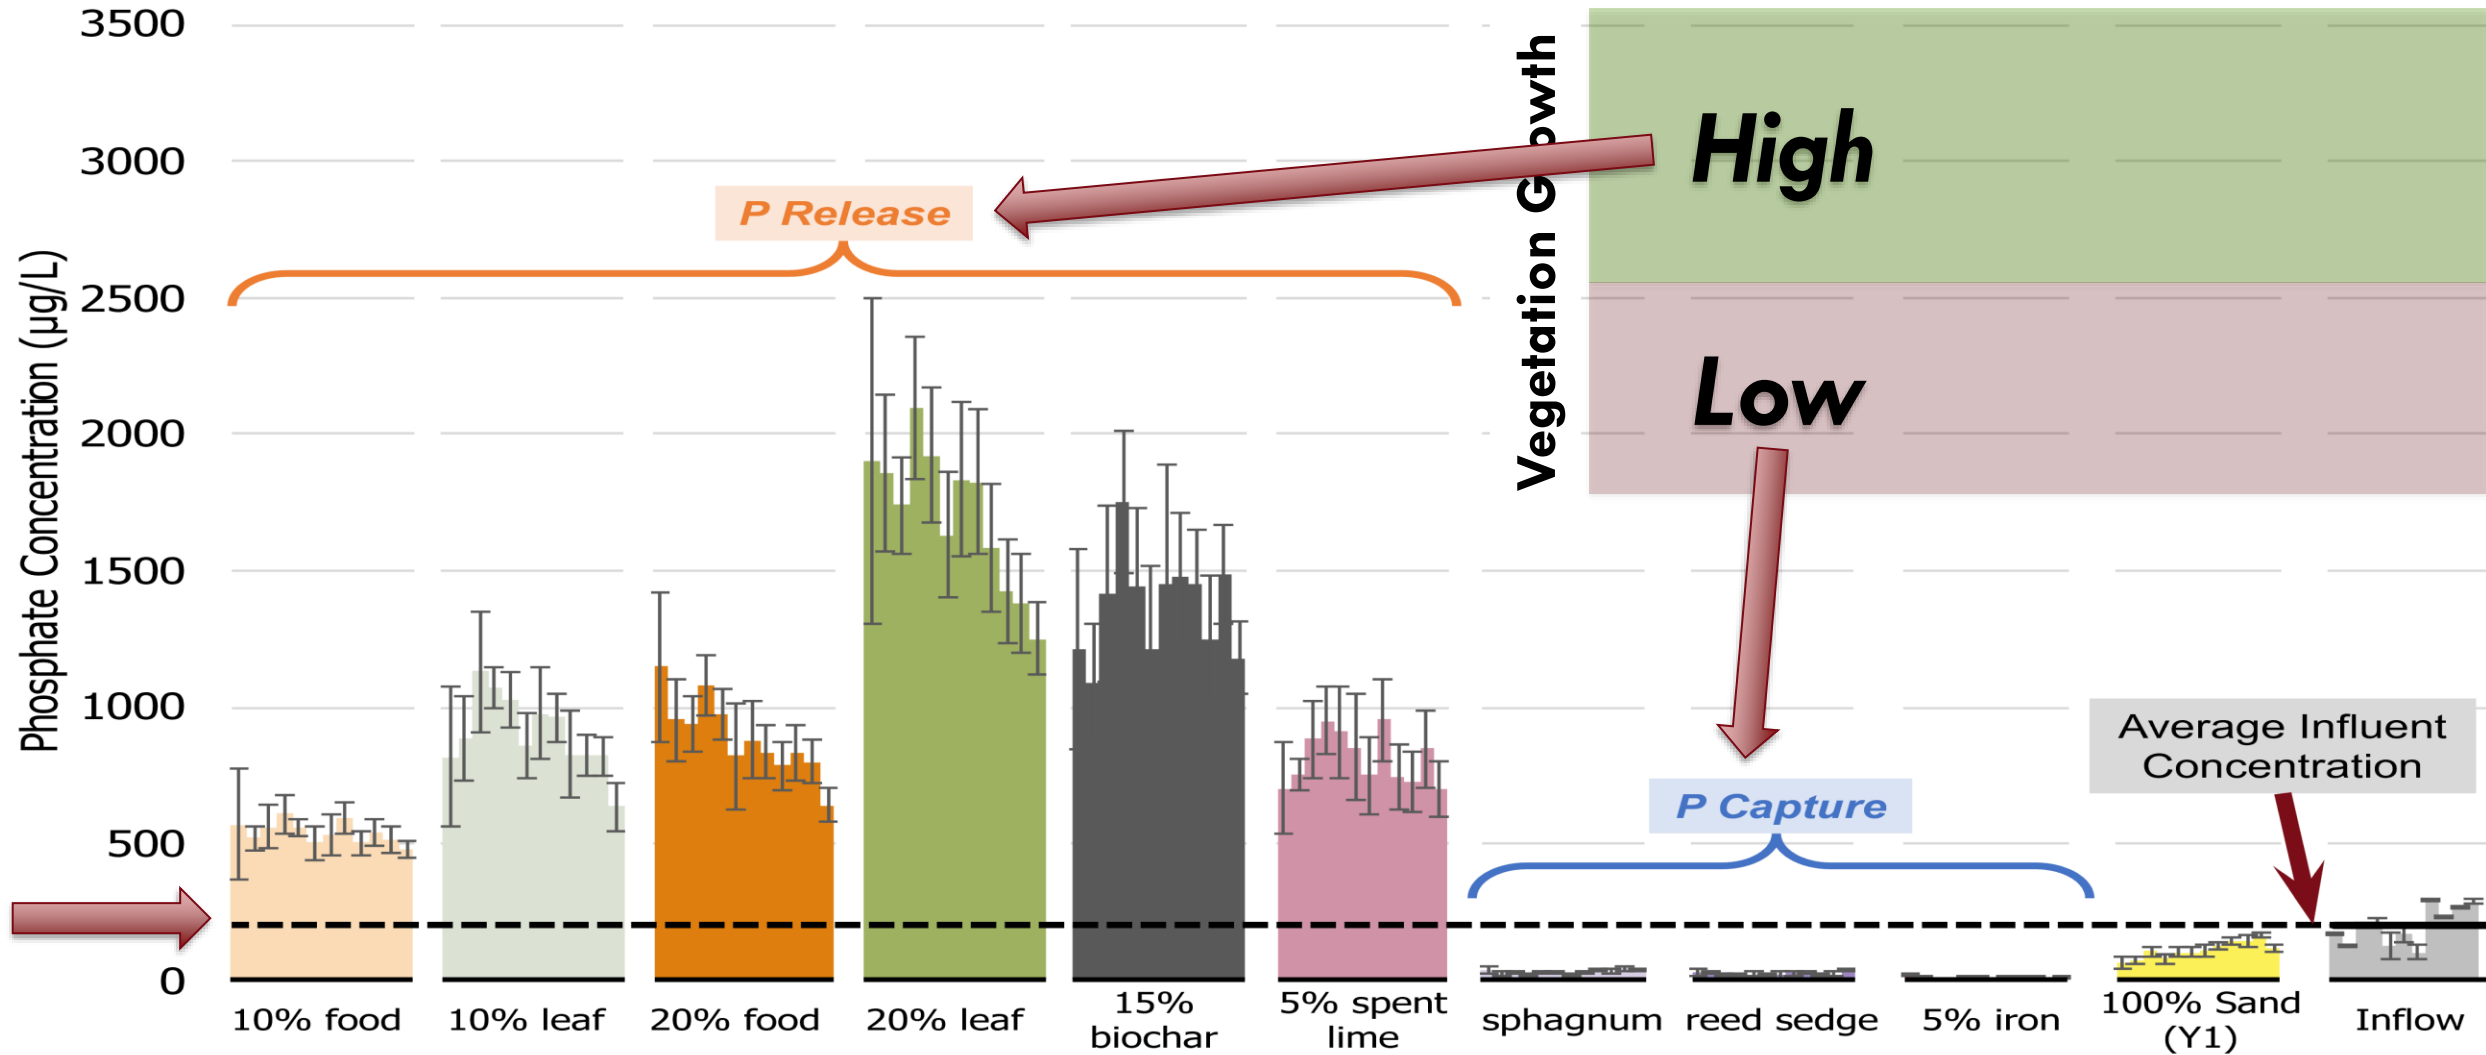 Phosphate Concentration (µg/L)
3500
3000
2500
2000
1500
1000
500
0
P Release
Vegetation Growth
High
Low
P Capture
Average Influent
Concentration
10% food
10% leaf
20% food
20% leaf
15%
biochar
5% spent
lime
sphagnum
reed sedge
5% iron
100% Sand
(Y1)
Inflow